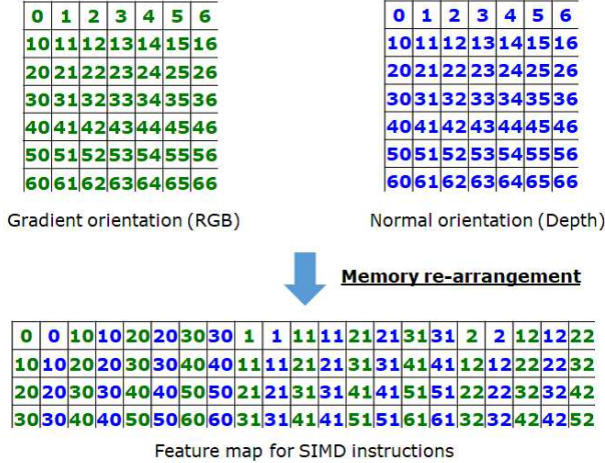 0 1 2 3 4 5 6
10 11 12 13 14 15 16
20 21 22 23 24 25 26
30 31 32 33 34 35 36
40 41 42 43 44 45 46
50 51 52 53 54 55 56
60 61 62 63 64 65 66
Gradient orientation (RGB)
0 1 2 3 4 5 6
10 11 12 13 14 15 16
20 21 22 23 24 25 26
30 31 32 33 34 35 36
40 41 42 43 44 45 46
50 51 52 53 54 55 56
60 61 62 63 64 65 66
Normal orientation (Depth)
Memory re-arrangement
0 0 10 10 20 20 30 30 1 1 11 11 21 21 31 31 2 2 12 12 22
10 10 20 20 30 30 40 40 11 11 21 21 31 31 41 41 12 12 22 22 32
20 20 30 30 40 40 50 50 21 21 31 31 41 41 51 51 22 22 32 32 42
30 30 40 40 50 50 60 60 31 31 41 41 51 51 61 61 32 32 42 42 52
Feature map for SIMD instructions